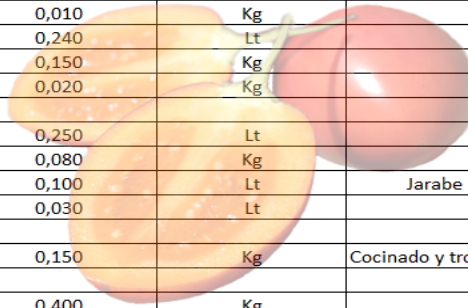 0,010 Kg
0,240 Lt
0,150 Kg
0,020 Kg
0,250 Lt
0,080 Kg
0,100 Lt Jarabe
0,030 Lt
0,150 Kg Cocinado y tro
0,400 Kg